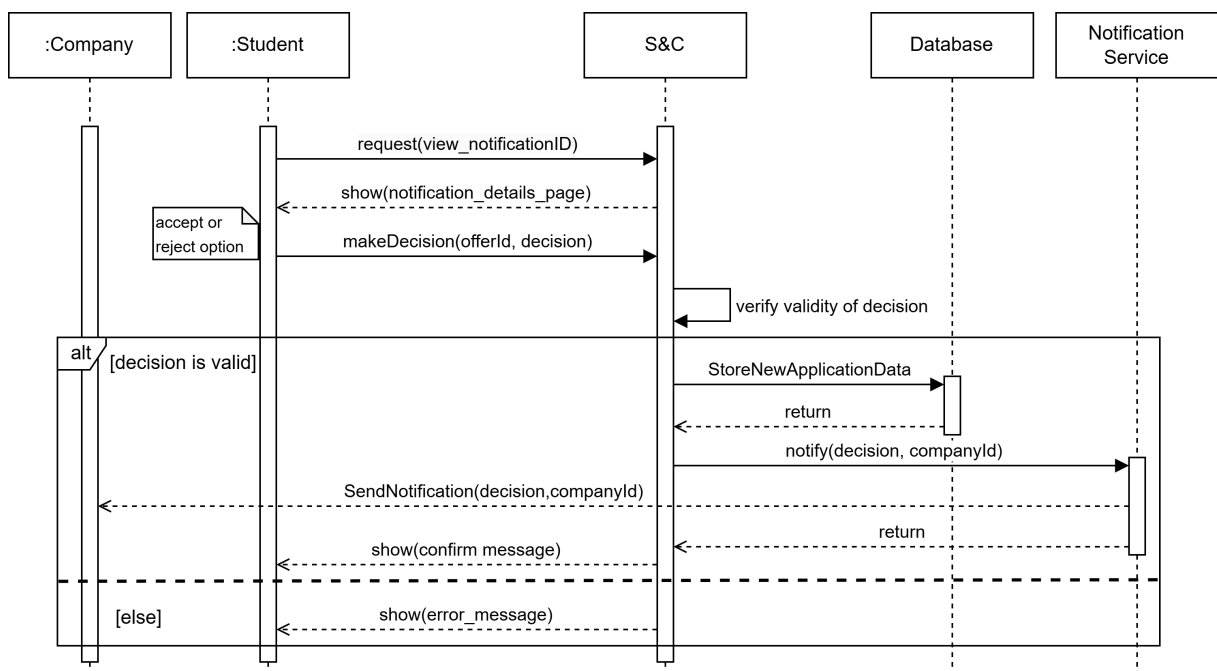 :Company
:Student
S&C
Database
Notification
Service
request(view_notificationID)
show(notification_details_page)
accept or
reject option
makeDecision(offerId, decision)
verify validity of decision
alt
[decision is valid]
StoreNewApplicationData
return
notify(decision, companyId)
SendNotification(decision,companyId)
return
show(confirm message)
[else]
show(error_message)